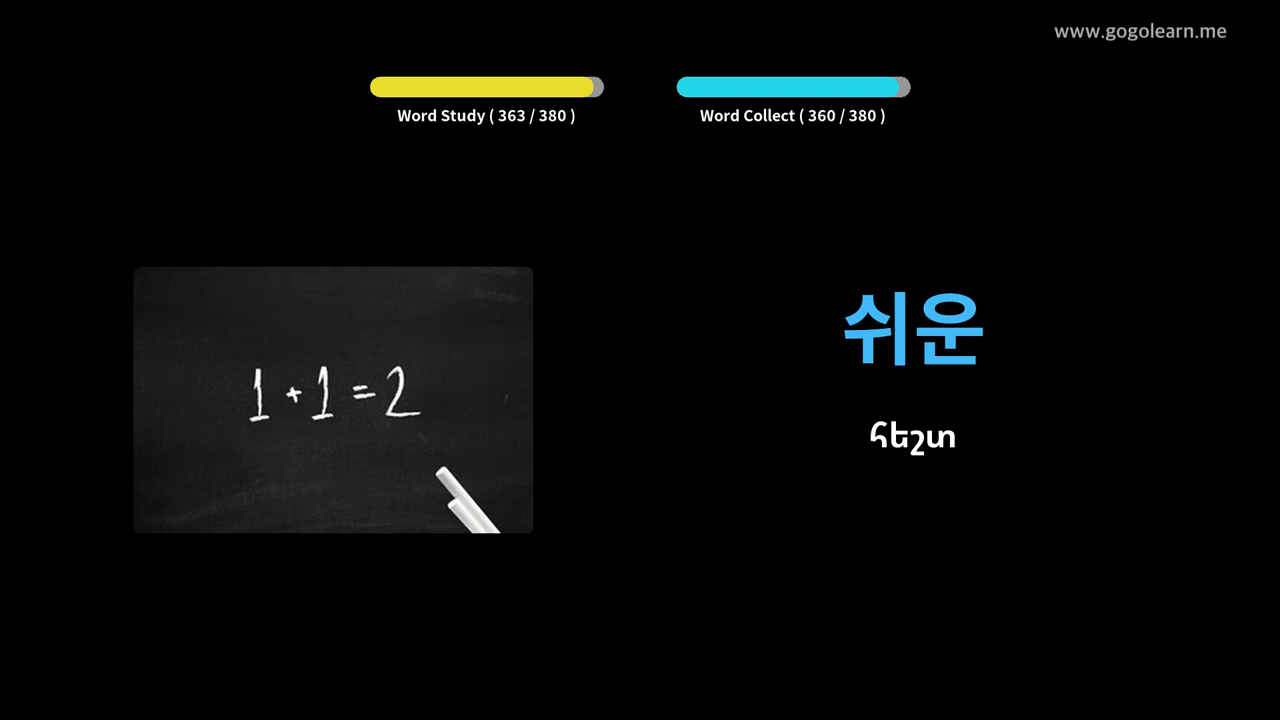 www.gogolearn.me
Word Study ( 363 / 380 )
Word Collect ( 360 / 380 )
1 + 1 = 2
쉬운
հեշտ